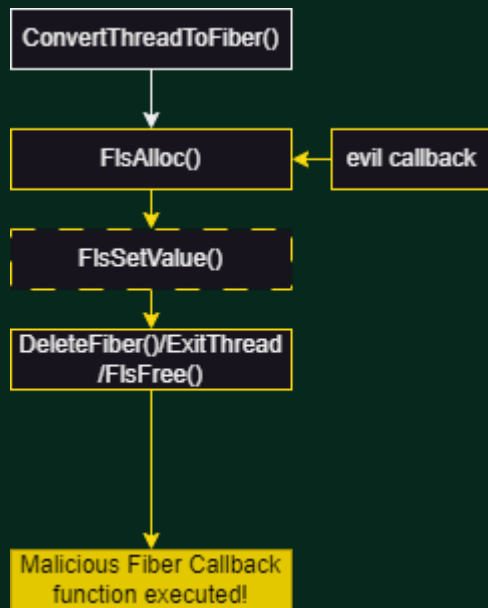 ConvertThreadToFiber()
FlsAlloc()
evil callback
FlsSetValue()
DeleteFiber()/ExitThread
/FlsFree()
Malicious Fiber Callback
function executed!